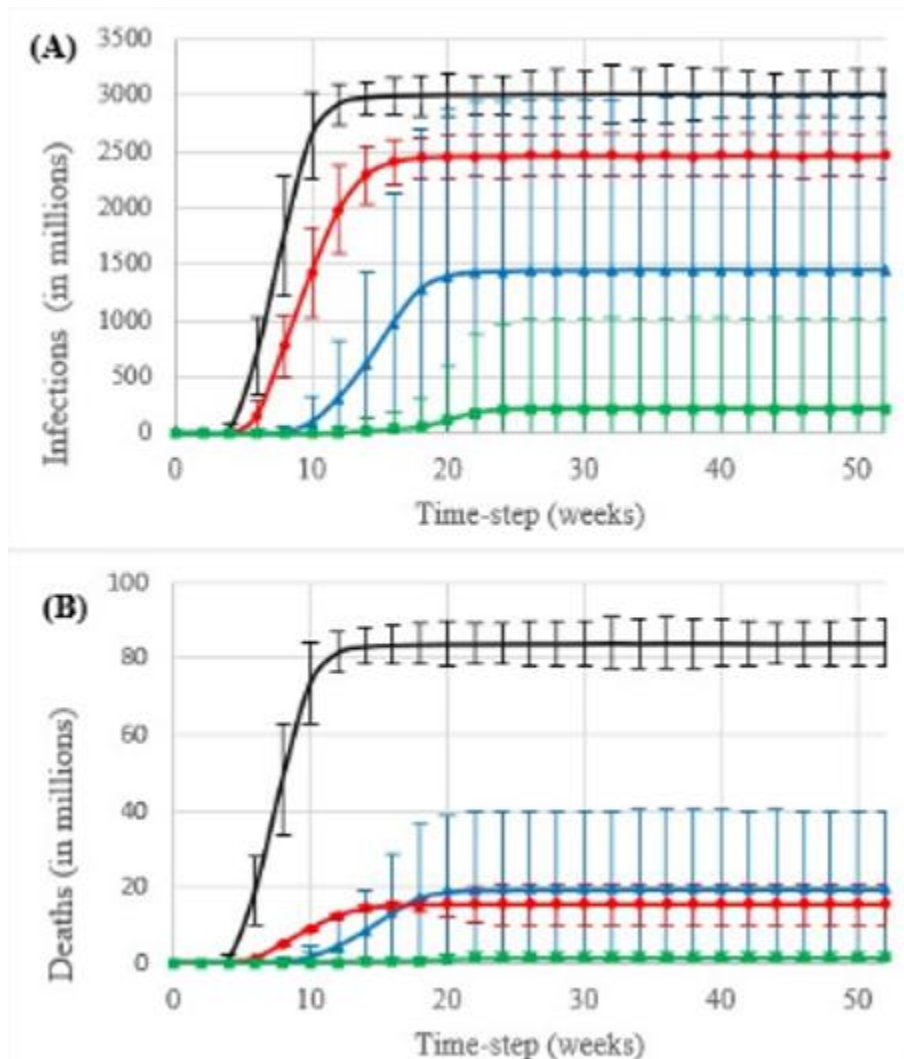 (A)
3500
3000
2500
2000
1500
1000
500
0
Infections (in millions)
0 10 20 30 40 50
Time-step (weeks)
(B)
100
80
60
40
20
0
Deaths (in millions)
0 10 20 30 40 50
Time-step (weeks)